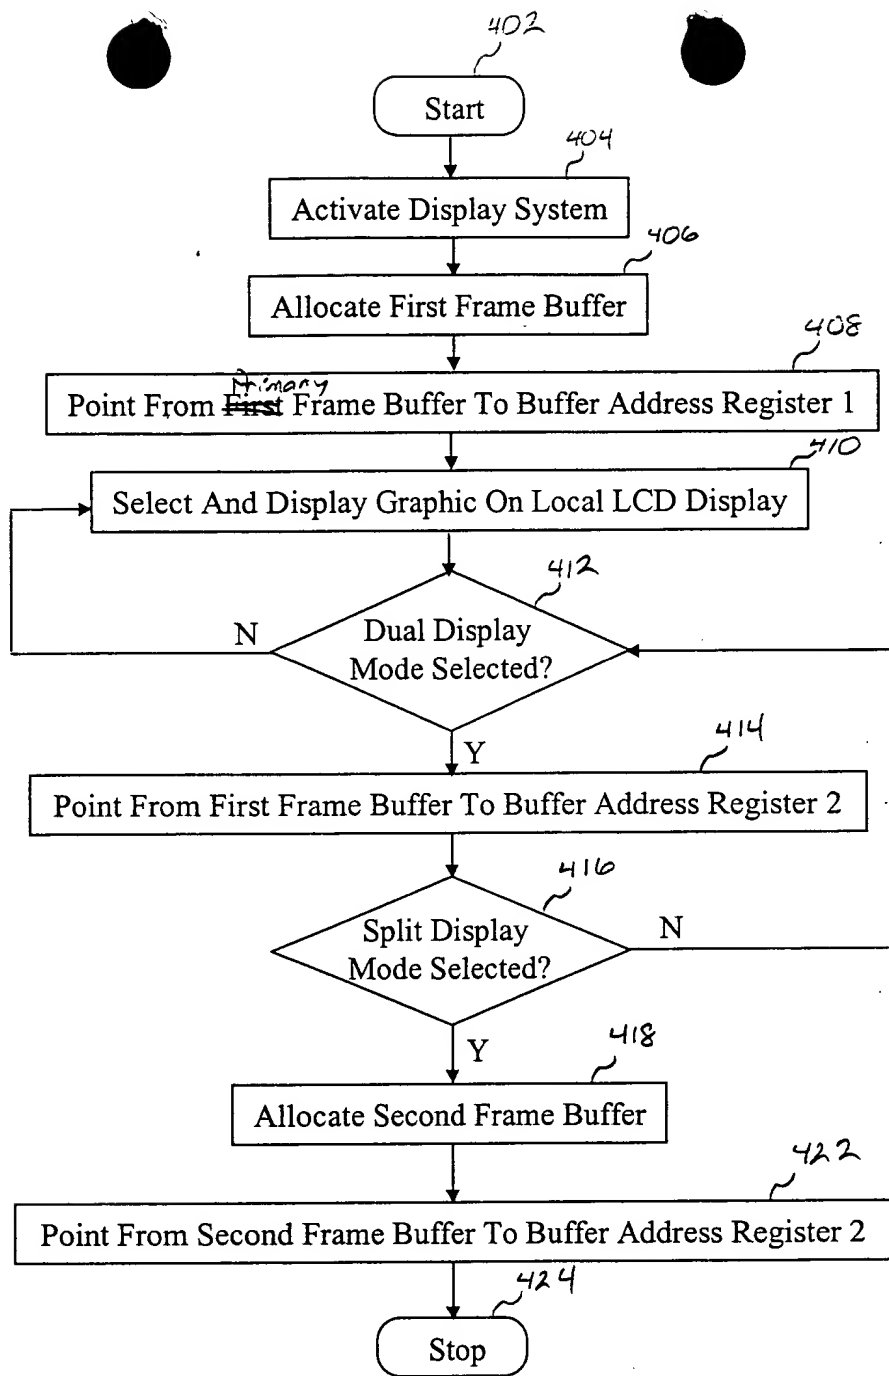 402
Start
404
Activate Display System
406
Allocate First Frame Buffer
408
Primary
Point From First Frame Buffer To Buffer Address Register 1
410
Select And Display Graphic On Local LCD Display
412
N
Dual Display
Mode Selected?
Y
414
Point From First Frame Buffer To Buffer Address Register 2
416
Split Display
Mode Selected?
N
Y
418
Allocate Second Frame Buffer
422
Point From Second Frame Buffer To Buffer Address Register 2
424
Stop